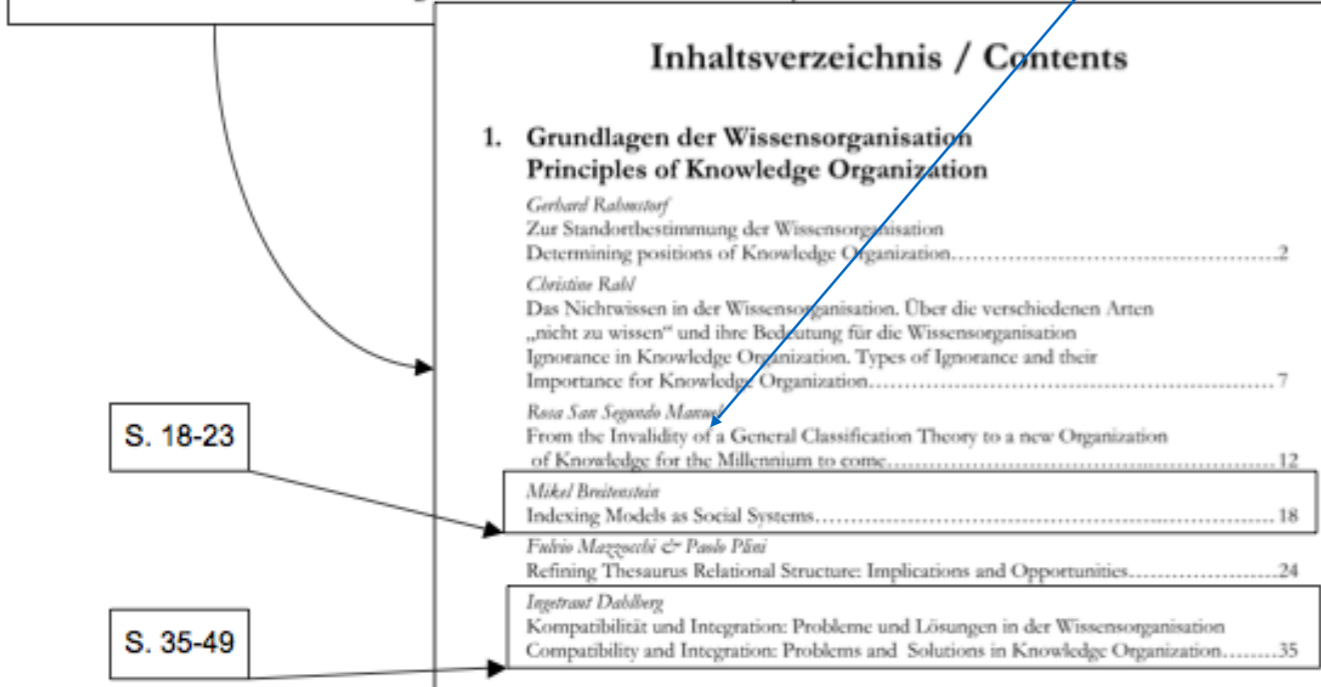 Inhaltsverzeichnis / Contents
1. Grundlagen der Wissensorganisation
Principles of Knowledge Organization
Gerhard Rahmstorf
Zur Standortbestimmung der Wissensorganisation
Determining positions of Knowledge Organization.................................................2
Christine Rahl
Das Nichtwissen in der Wissensorganisation. Über die verschiedenen Arten
„nicht zu wissen“ und ihre Bedeutung für die Wissensorganisation
Ignorance in Knowledge Organization. Types of Ignorance and their
Importance for Knowledge Organization.............................................................7
Rosa San Segundo Manuel
From the Invalidity of a General Classification Theory to a new Organization
of Knowledge for the Millennium to come..........................................................12
S. 18-23
Mikel Breitenstein
Indexing Models as Social Systems.....................................................................18
Fulvio Mazzocchi & Paolo Plini
Refining Thesaurus Relational Structure: Implications and Opportunities.....................24
S. 35-49
Ingetraut Dahlberg
Kompatibilität und Integration: Probleme und Lösungen in der Wissensorganisation
Compatibility and Integration: Problems and Solutions in Knowledge Organization........35